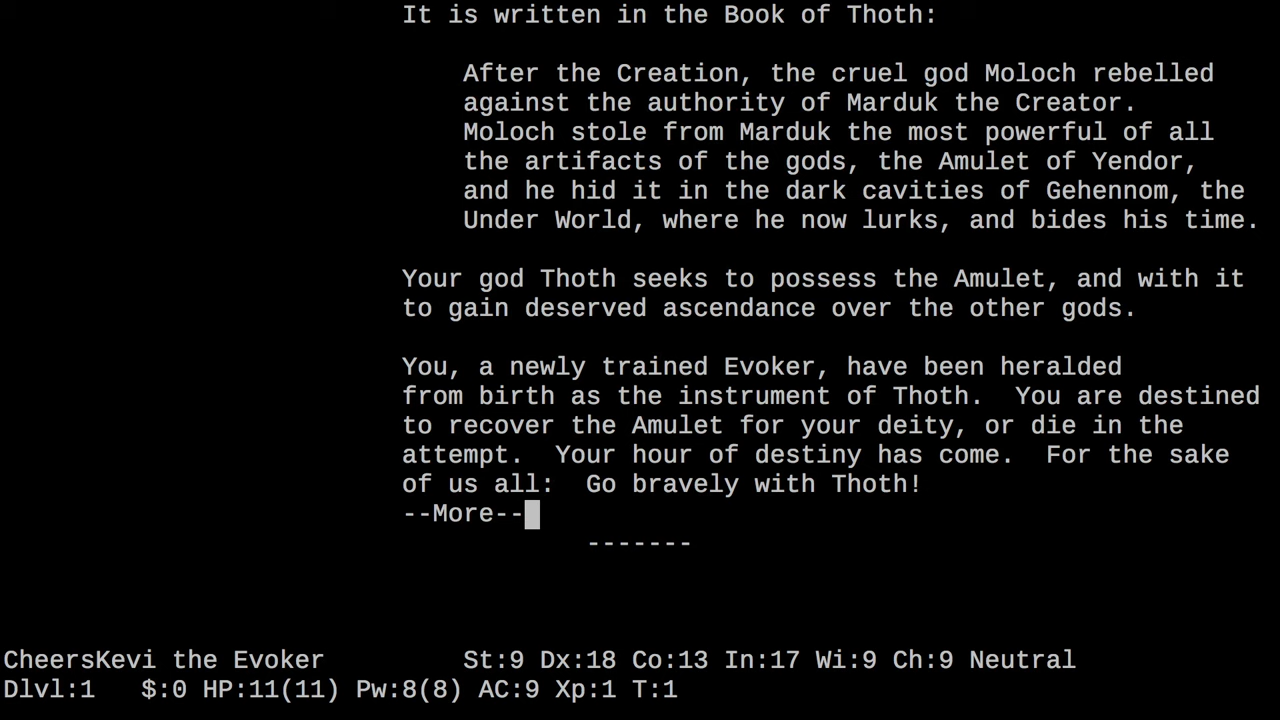 It is written in the Book of Thoth:
After the Creation, the cruel god Moloch rebelled
against the authority of Marduk the Creator.
Moloch stole from Marduk the most powerful of all
the artifacts of the gods, the Amulet of Yendor,
and he hid it in the dark cavities of Gehennom, the
Under World, where he now lurks, and bides his time.
Your god Thoth seeks to possess the Amulet, and with it
to gain deserved ascendance over the other gods.
You, a newly trained Evoker, have been heralded
from birth as the instrument of Thoth.  You are destined
to recover the Amulet for your deity, or die in the
attempt.  Your hour of destiny has come.  For the sake
of us all:  Go bravely with Thoth!
--More--
-------
CheersKevi the Evoker St:9 Dx:18 Co:13 In:17 Wi:9 Ch:9 Neutral
Dlvl:1 $:0 HP:11(11) Pw:8(8) AC:9 Xp:1 T:1